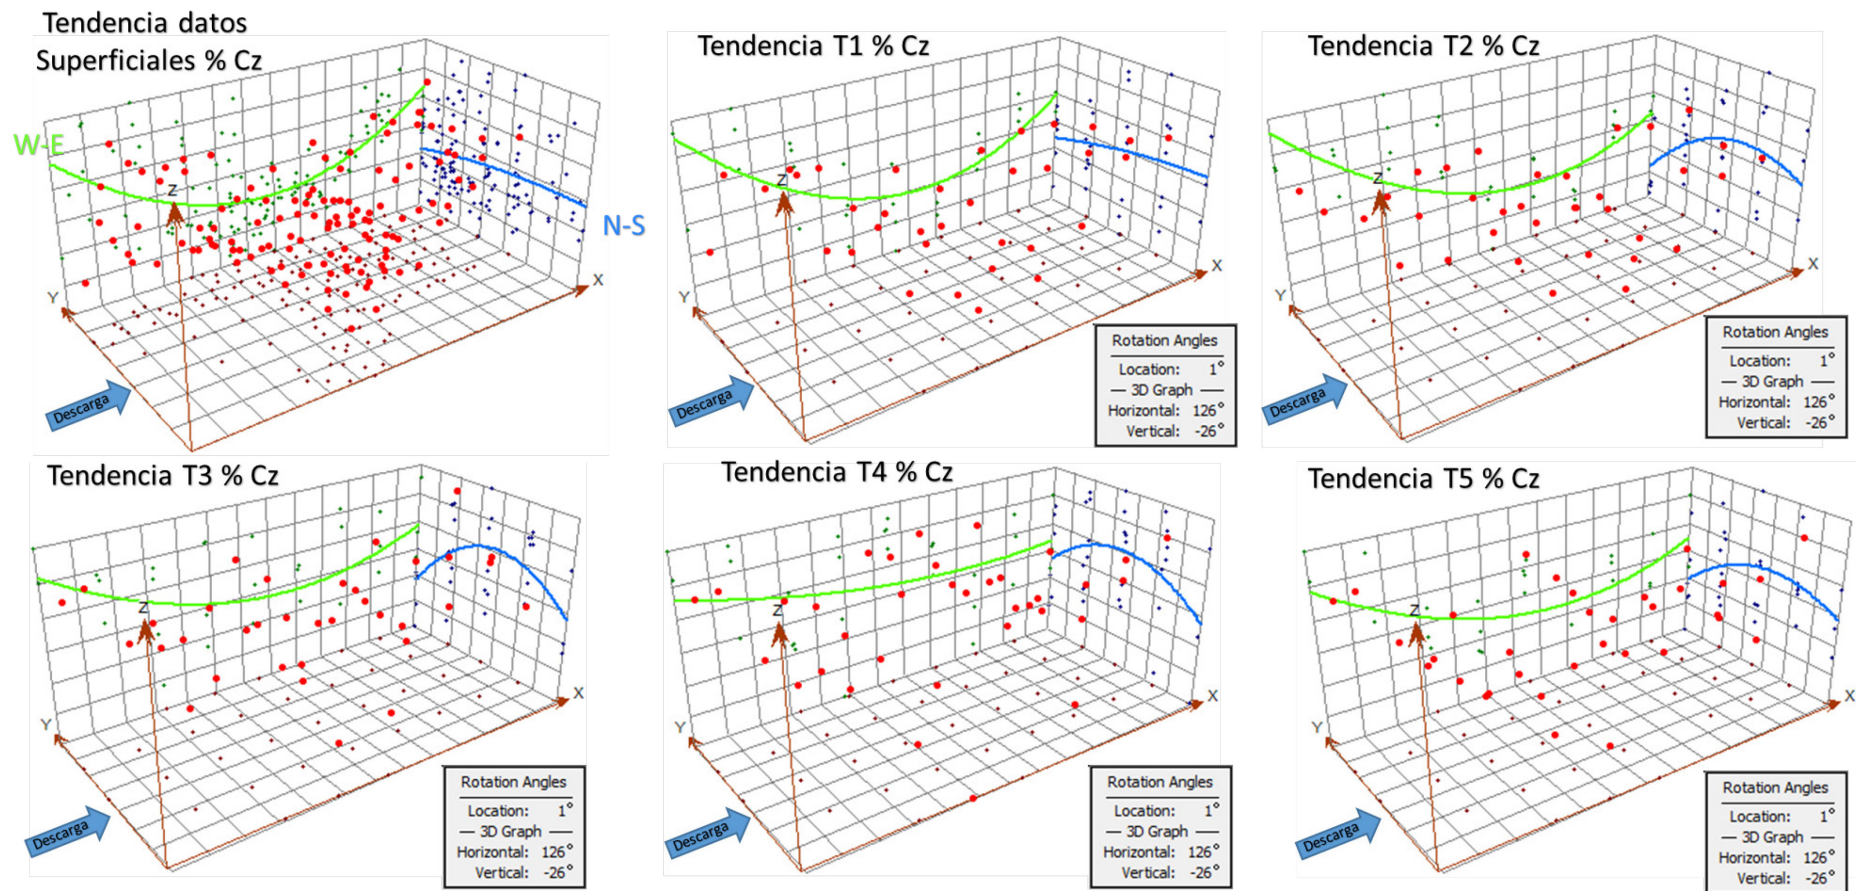 Tendencia datos
Superficiales % Cz
W-E
Z
N-S
X
Y
Descarga
Tendencia T1 % Cz
Z
X
Y
Descarga
Rotation Angles
Location: 1°
3D Graph
Horizontal: 126°
Vertical: -26°
Tendencia T2 % Cz
Z
X
Y
Descarga
Rotation Angles
Location: 1°
3D Graph
Horizontal: 126°
Vertical: -26°
Tendencia T3 % Cz
Z
X
Y
Descarga
Rotation Angles
Location: 1°
3D Graph
Horizontal: 126°
Vertical: -26°
Tendencia T4 % Cz
Z
X
Y
Descarga
Rotation Angles
Location: 1°
3D Graph
Horizontal: 126°
Vertical: -26°
Tendencia T5 % Cz
Z
X
Y
Descarga
Rotation Angles
Location: 1°
3D Graph
Horizontal: 126°
Vertical: -26°